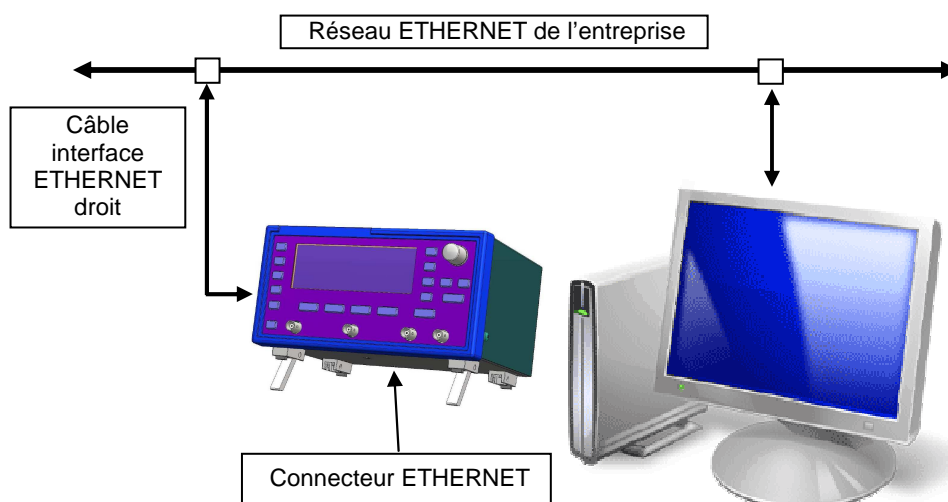 Réseau ETHERNET de l’entreprise
Câble
interface
ETHERNET
droit
Connecteur ETHERNET